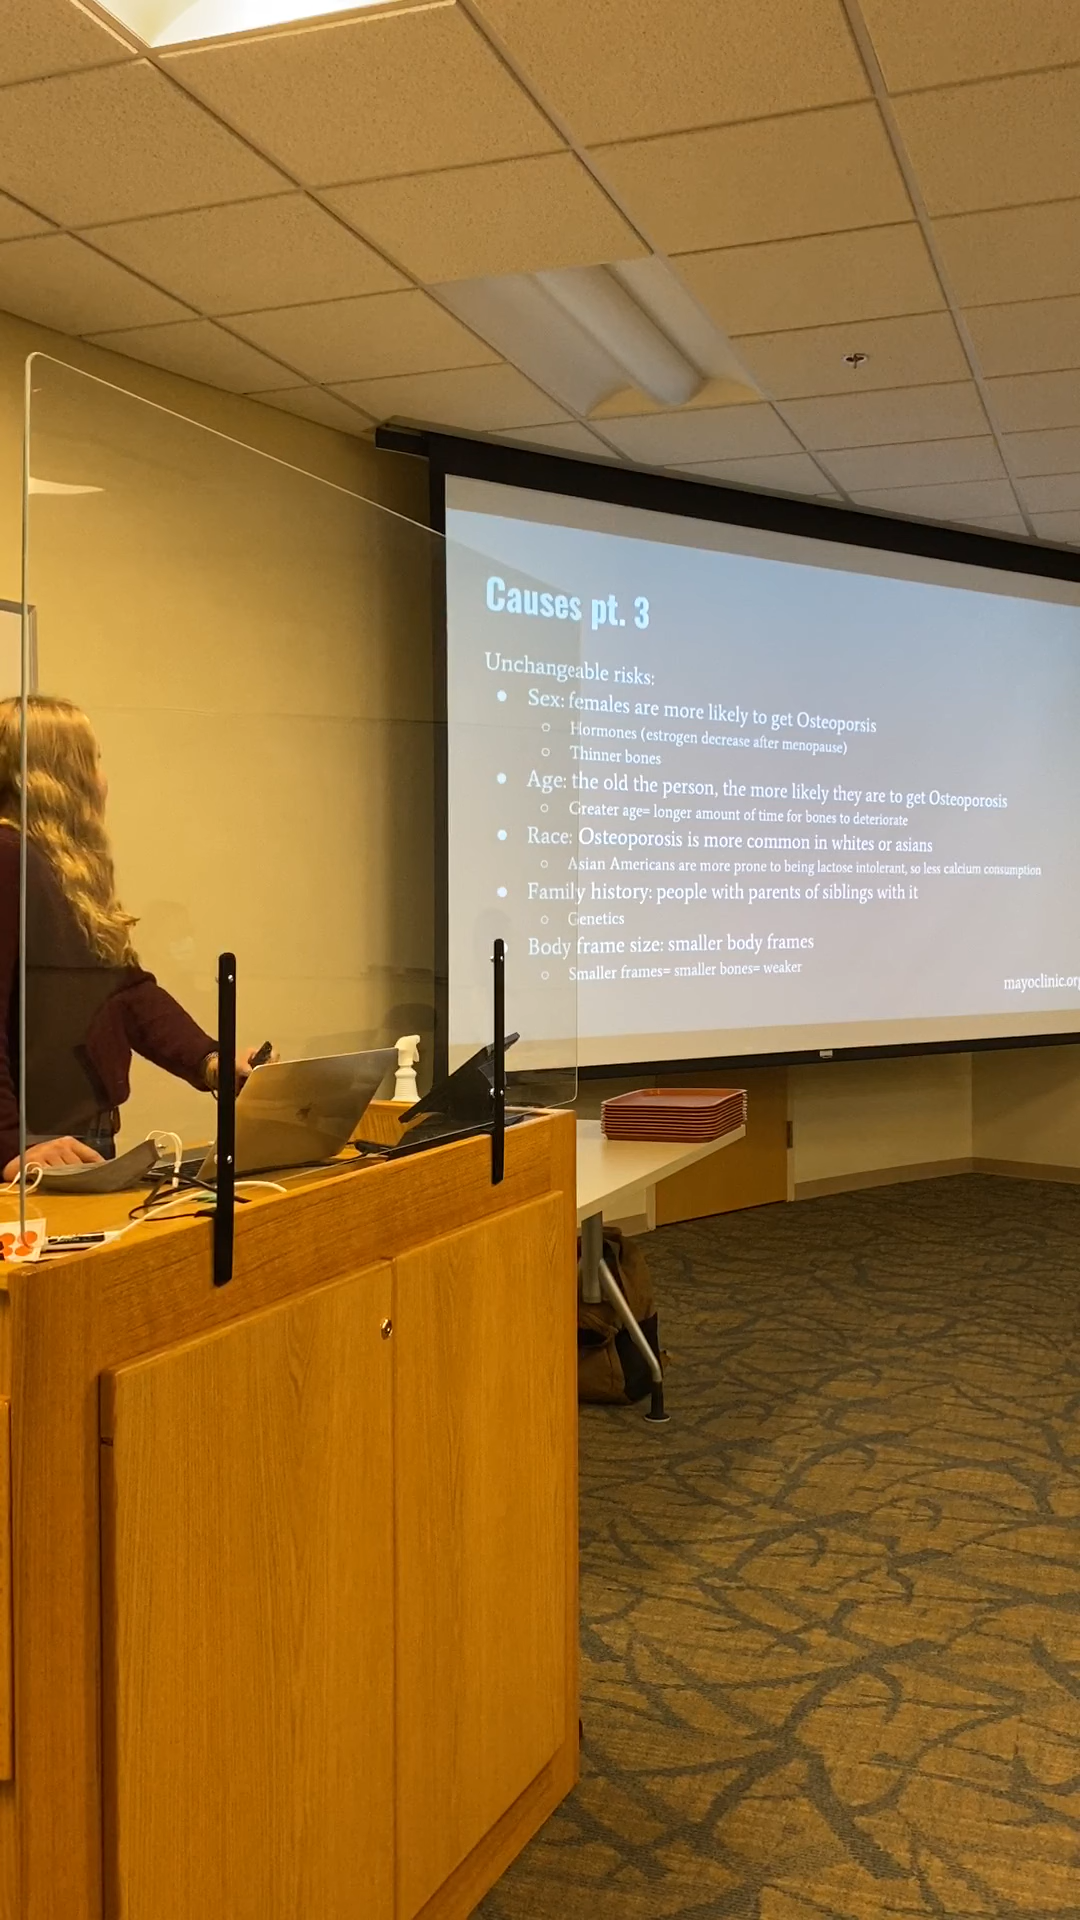 Causes pt. 3
Unchangeable risks:
● Sex: females are more likely to get Osteoporsis
○ Hormones (estrogen decrease after menopause)
○ Thinner bones
● Age: the old the person, the more likely they are to get Osteoporosis
○ Greater age= longer amount of time for bones to deteriorate
● Race: Osteoporosis is more common in whites or asians
○ Asian Americans are more prone to being lactose intolerant, so less calcium consumption
● Family history: people with parents of siblings with it
○ Genetics
● Body frame size: smaller body frames
○ Smaller frames= smaller bones= weaker
mayoclinic.org